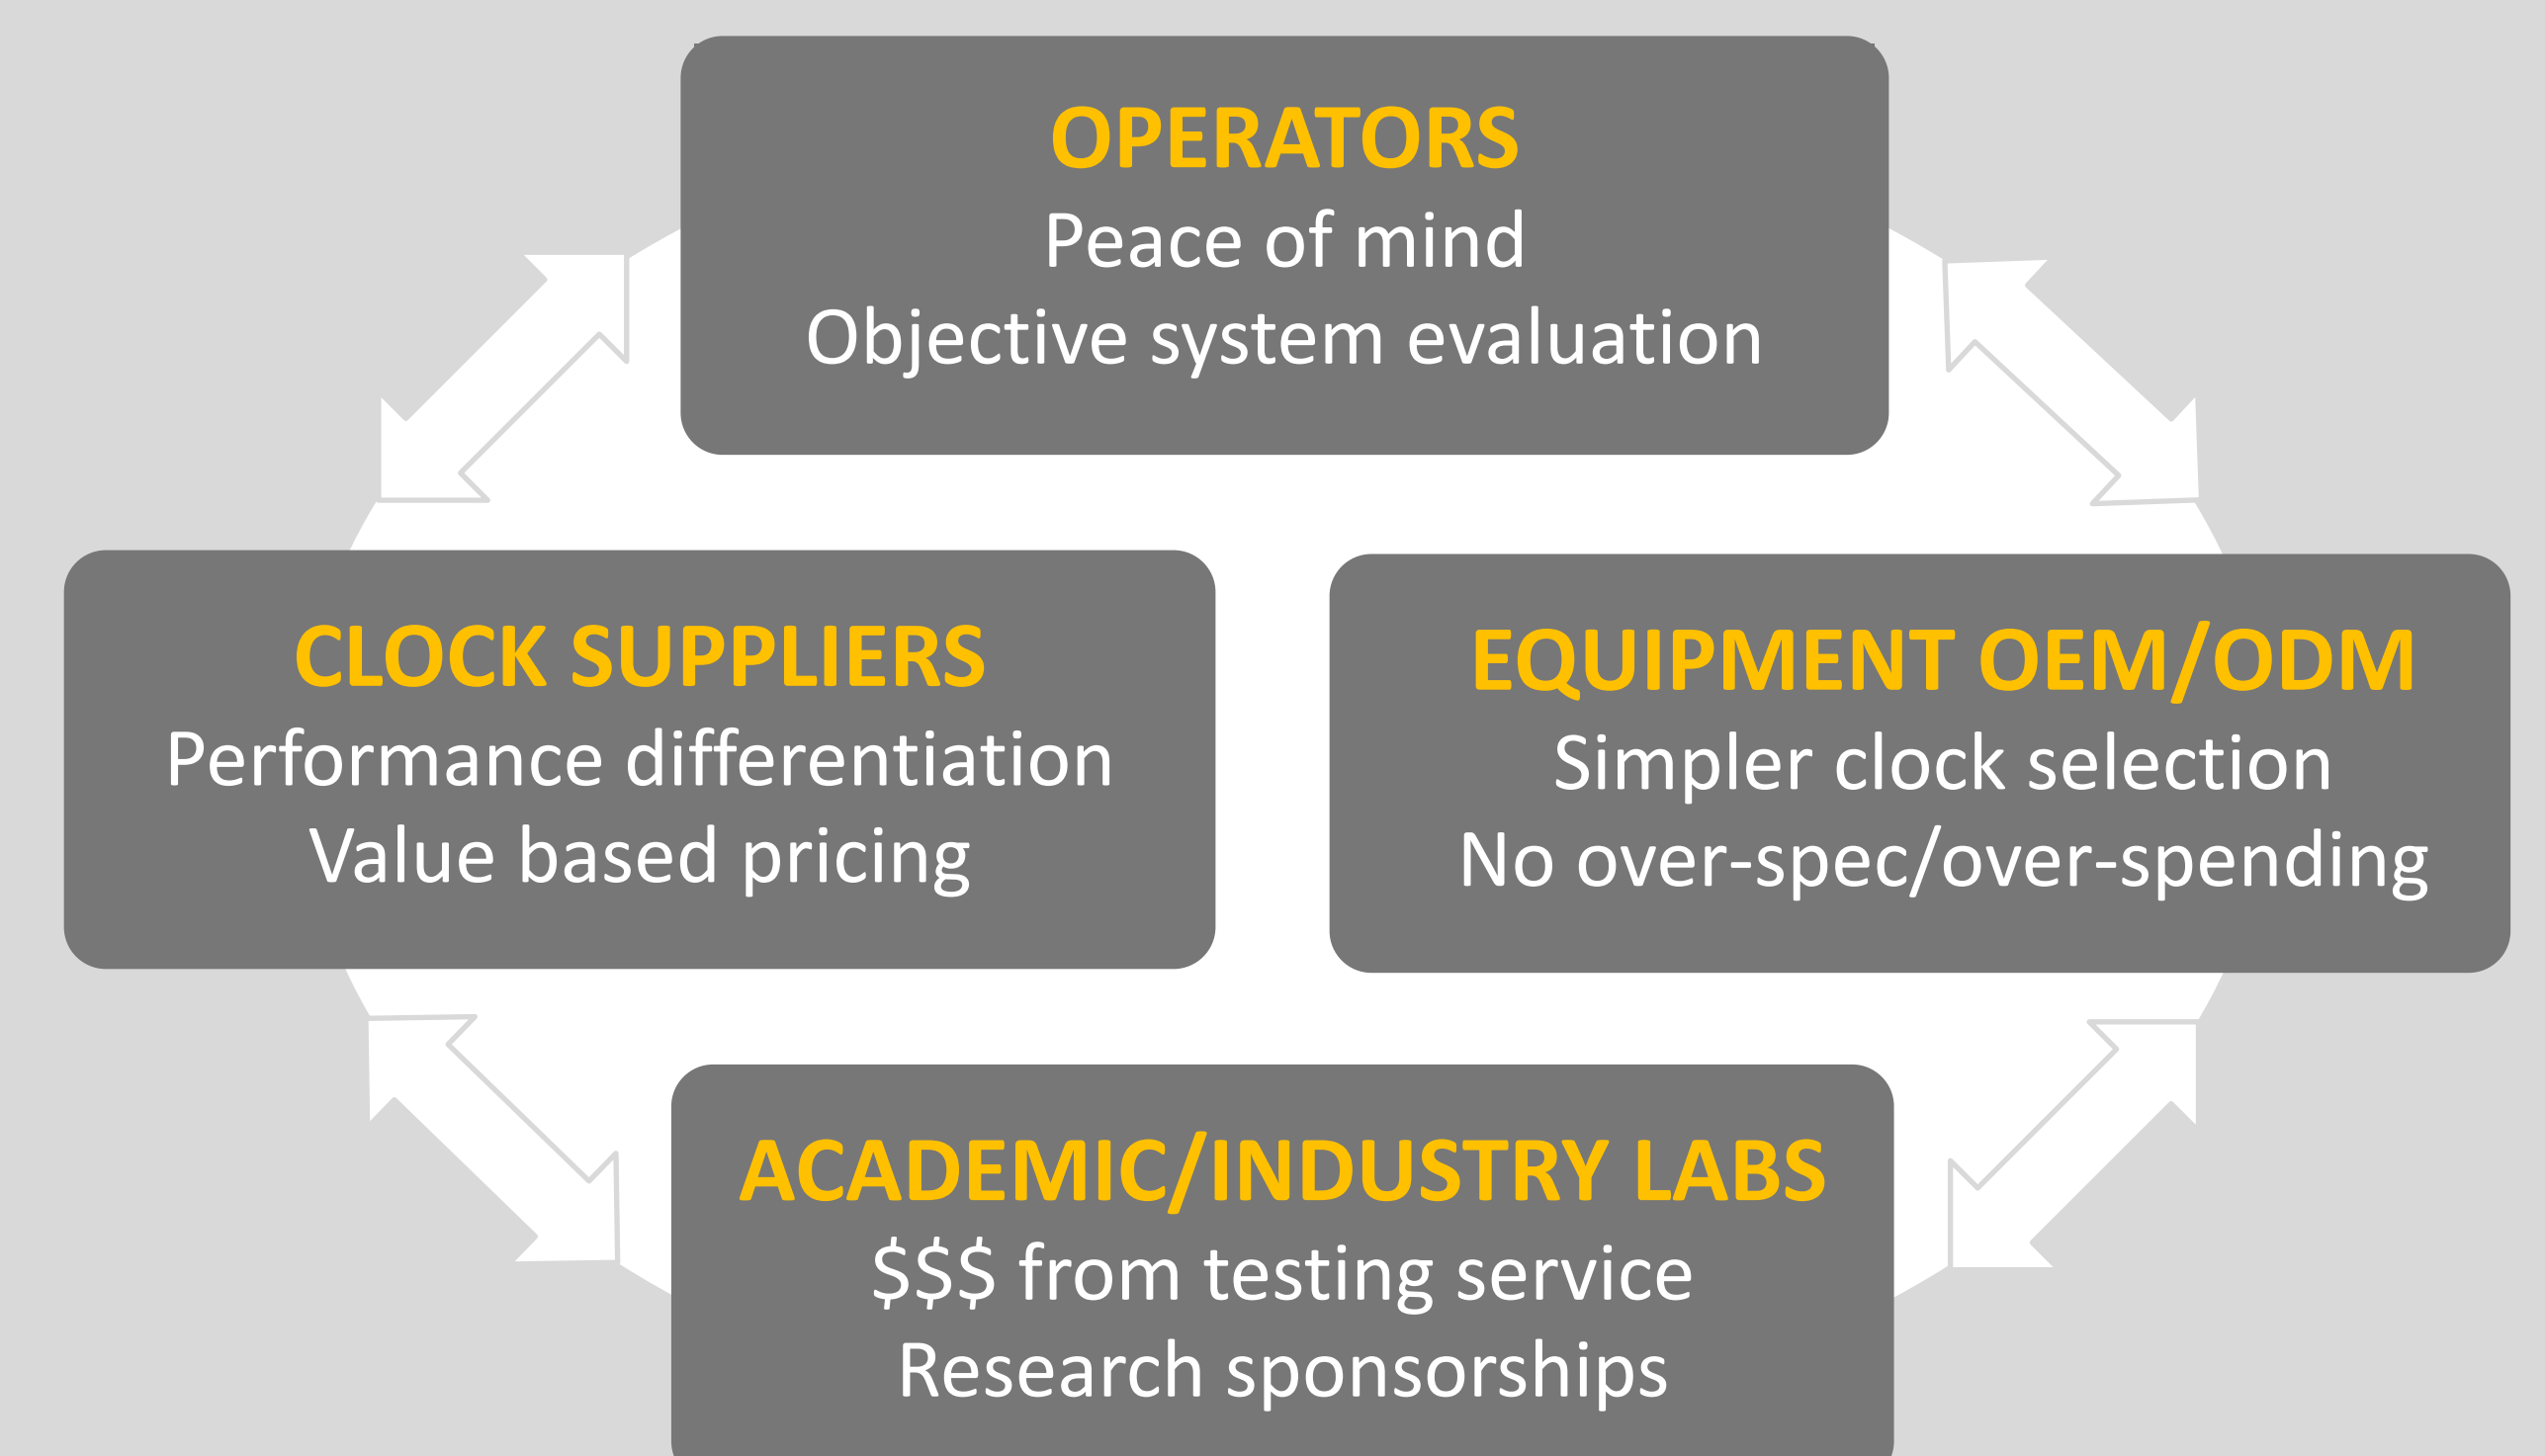 OPERATORS
Peace of mind
Objective system evaluation
CLOCK SUPPLIERS
Performance differentiation
Value based pricing
EQUIPMENT OEM/ODM
Simpler clock selection
No over-spec/over-spending
ACADEMIC/INDUSTRY LABS
$$$ from testing service
Research sponsorships